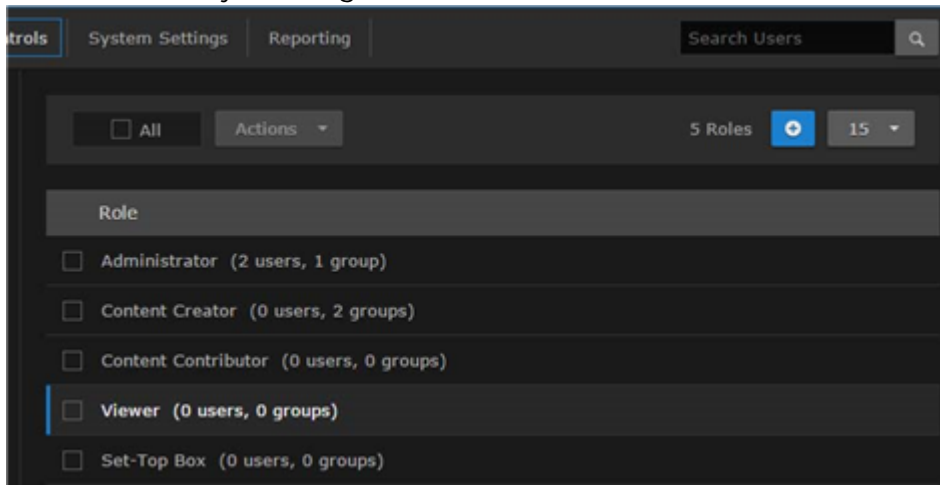 trols System Settings Reporting Search Users
All Actions 5 Roles 15
Role
Administrator (2 users, 1 group)
Content Creator (0 users, 2 groups)
Content Contributor (0 users, 0 groups)
Viewer (0 users, 0 groups)
Set-Top Box (0 users, 0 groups)